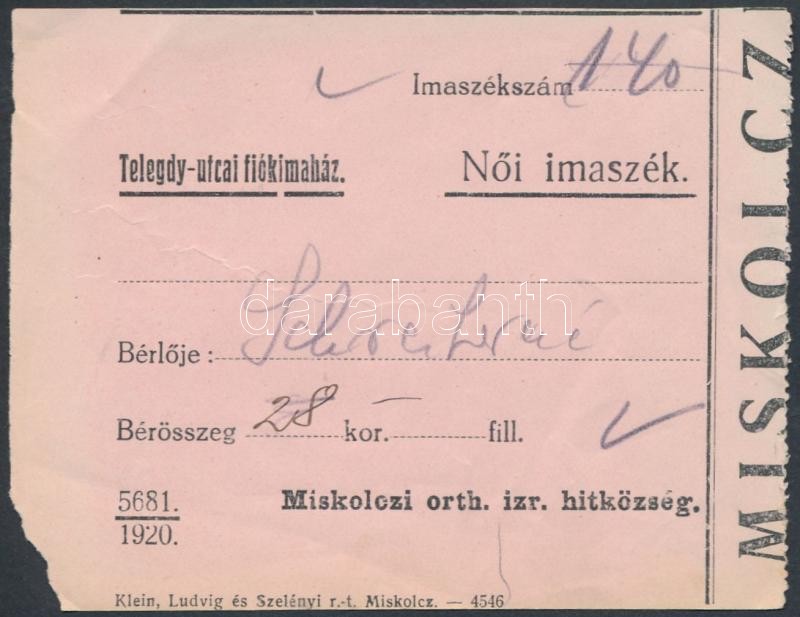 Imaszékszám 140
Telegdy-utcai fiókimaház.
Női imaszék.
darabanth
Bérlője:
Bérösszeg 28 kor. — fill.
5681.
1920.
Miskolczi orth. izr. hitközség.
Klein, Ludvig és Szelényi r.-t. Miskolcz. — 4546
MISKOLCZ